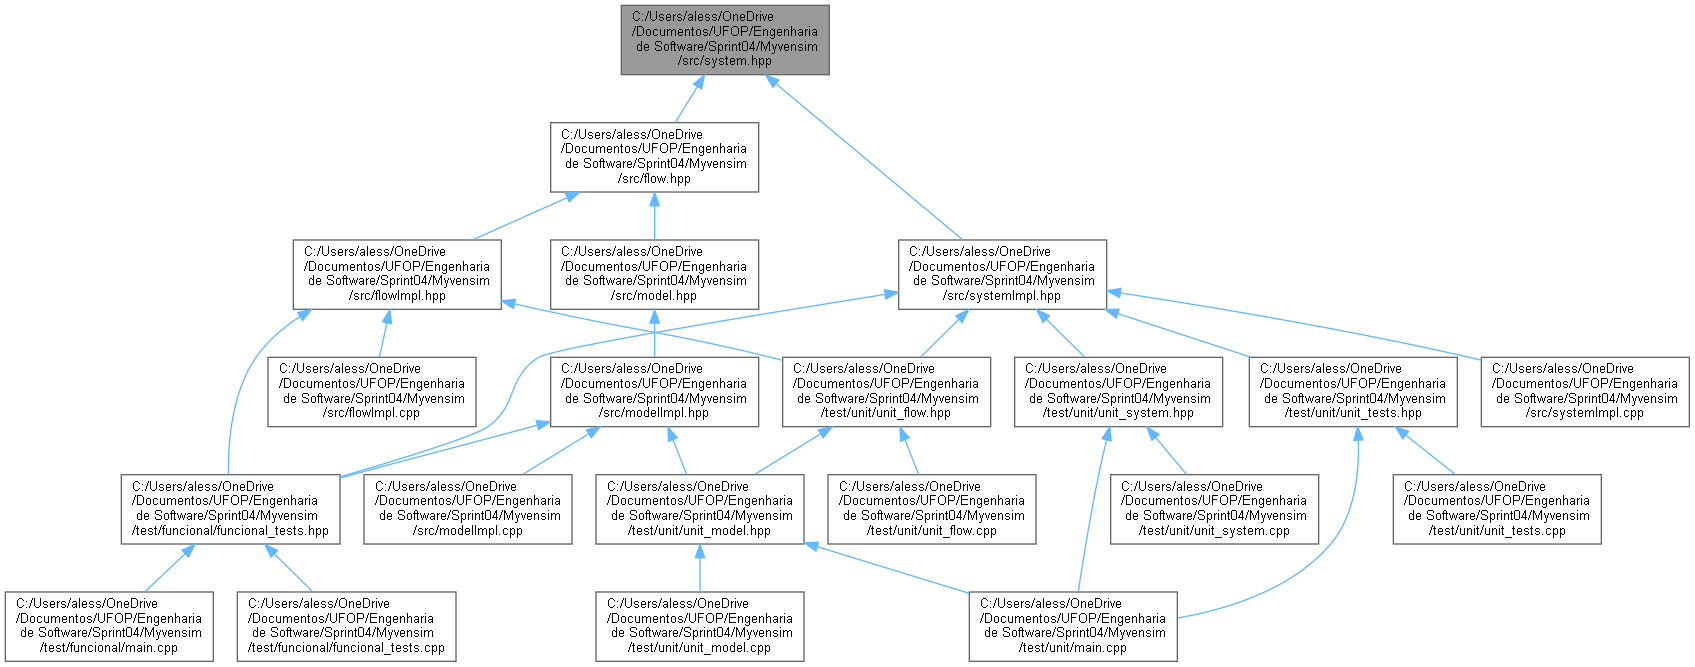 C:/Users/aless/OneDrive
/Documentos/UFOP/Engenharia
de Software/Sprint04/Myvensim
/src/system.hpp
C:/Users/aless/OneDrive
/Documentos/UFOP/Engenharia
de Software/Sprint04/Myvensim
/src/flow.hpp
C:/Users/aless/OneDrive
/Documentos/UFOP/Engenharia
de Software/Sprint04/Myvensim
/src/flowImpl.hpp
C:/Users/aless/OneDrive
/Documentos/UFOP/Engenharia
de Software/Sprint04/Myvensim
/src/model.hpp
C:/Users/aless/OneDrive
/Documentos/UFOP/Engenharia
de Software/Sprint04/Myvensim
/src/systemImpl.hpp
C:/Users/aless/OneDrive
/Documentos/UFOP/Engenharia
de Software/Sprint04/Myvensim
/src/flowImpl.cpp
C:/Users/aless/OneDrive
/Documentos/UFOP/Engenharia
de Software/Sprint04/Myvensim
/src/modelImpl.hpp
C:/Users/aless/OneDrive
/Documentos/UFOP/Engenharia
de Software/Sprint04/Myvensim
/test/unit/unit_flow.hpp
C:/Users/aless/OneDrive
/Documentos/UFOP/Engenharia
de Software/Sprint04/Myvensim
/test/unit/unit_system.hpp
C:/Users/aless/OneDrive
/Documentos/UFOP/Engenharia
de Software/Sprint04/Myvensim
/test/unit/unit_tests.hpp
C:/Users/aless/OneDrive
/Documentos/UFOP/Engenharia
de Software/Sprint04/Myvensim
/src/systemImpl.cpp
C:/Users/aless/OneDrive
/Documentos/UFOP/Engenharia
de Software/Sprint04/Myvensim
/test/funcional/funcional_tests.hpp
C:/Users/aless/OneDrive
/Documentos/UFOP/Engenharia
de Software/Sprint04/Myvensim
/src/modelImpl.cpp
C:/Users/aless/OneDrive
/Documentos/UFOP/Engenharia
de Software/Sprint04/Myvensim
/test/unit/unit_model.hpp
C:/Users/aless/OneDrive
/Documentos/UFOP/Engenharia
de Software/Sprint04/Myvensim
/test/unit/unit_flow.cpp
C:/Users/aless/OneDrive
/Documentos/UFOP/Engenharia
de Software/Sprint04/Myvensim
/test/unit/unit_system.cpp
C:/Users/aless/OneDrive
/Documentos/UFOP/Engenharia
de Software/Sprint04/Myvensim
/test/unit/unit_tests.cpp
C:/Users/aless/OneDrive
/Documentos/UFOP/Engenharia
de Software/Sprint04/Myvensim
/test/funcional/main.cpp
C:/Users/aless/OneDrive
/Documentos/UFOP/Engenharia
de Software/Sprint04/Myvensim
/test/funcional/funcional_tests.cpp
C:/Users/aless/OneDrive
/Documentos/UFOP/Engenharia
de Software/Sprint04/Myvensim
/test/unit/unit_model.cpp
C:/Users/aless/OneDrive
/Documentos/UFOP/Engenharia
de Software/Sprint04/Myvensim
/test/unit/main.cpp